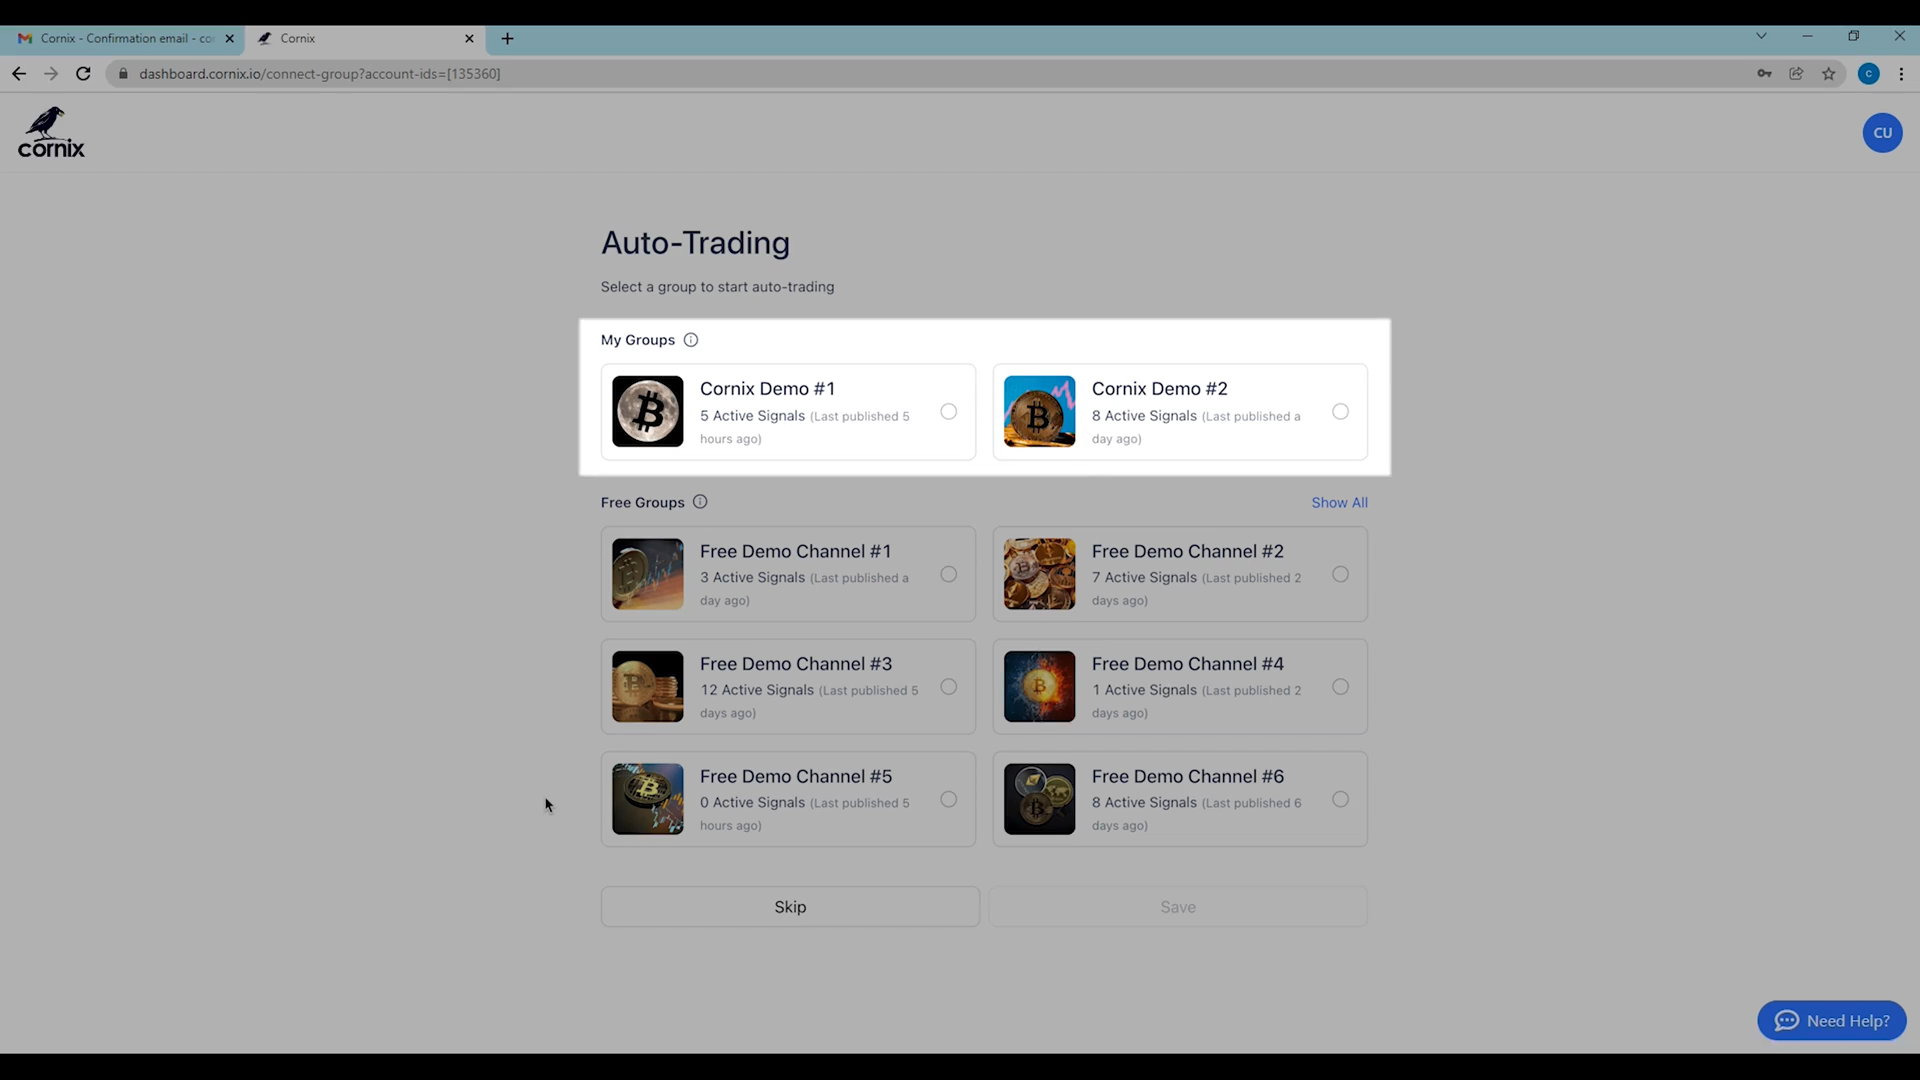 Cornix - Confirmation email - co
Cornix
dashboard.cornix.io/connect-group?account-ids=[135360]
C
cornix
CU
Auto-Trading
Select a group to start auto-trading
My Groups
Cornix Demo #1
5 Active Signals (Last published 5
hours ago)
Cornix Demo #2
8 Active Signals (Last published a
day ago)
Free Groups
Show All
Free Demo Channel #1
3 Active Signals (Last published a
day ago)
Free Demo Channel #2
7 Active Signals (Last published 2
days ago)
Free Demo Channel #3
12 Active Signals (Last published 5
days ago)
Free Demo Channel #4
1 Active Signals (Last published 2
days ago)
Free Demo Channel #5
0 Active Signals (Last published 5
hours ago)
Free Demo Channel #6
8 Active Signals (Last published 6
days ago)
Skip
Save
Need Help?